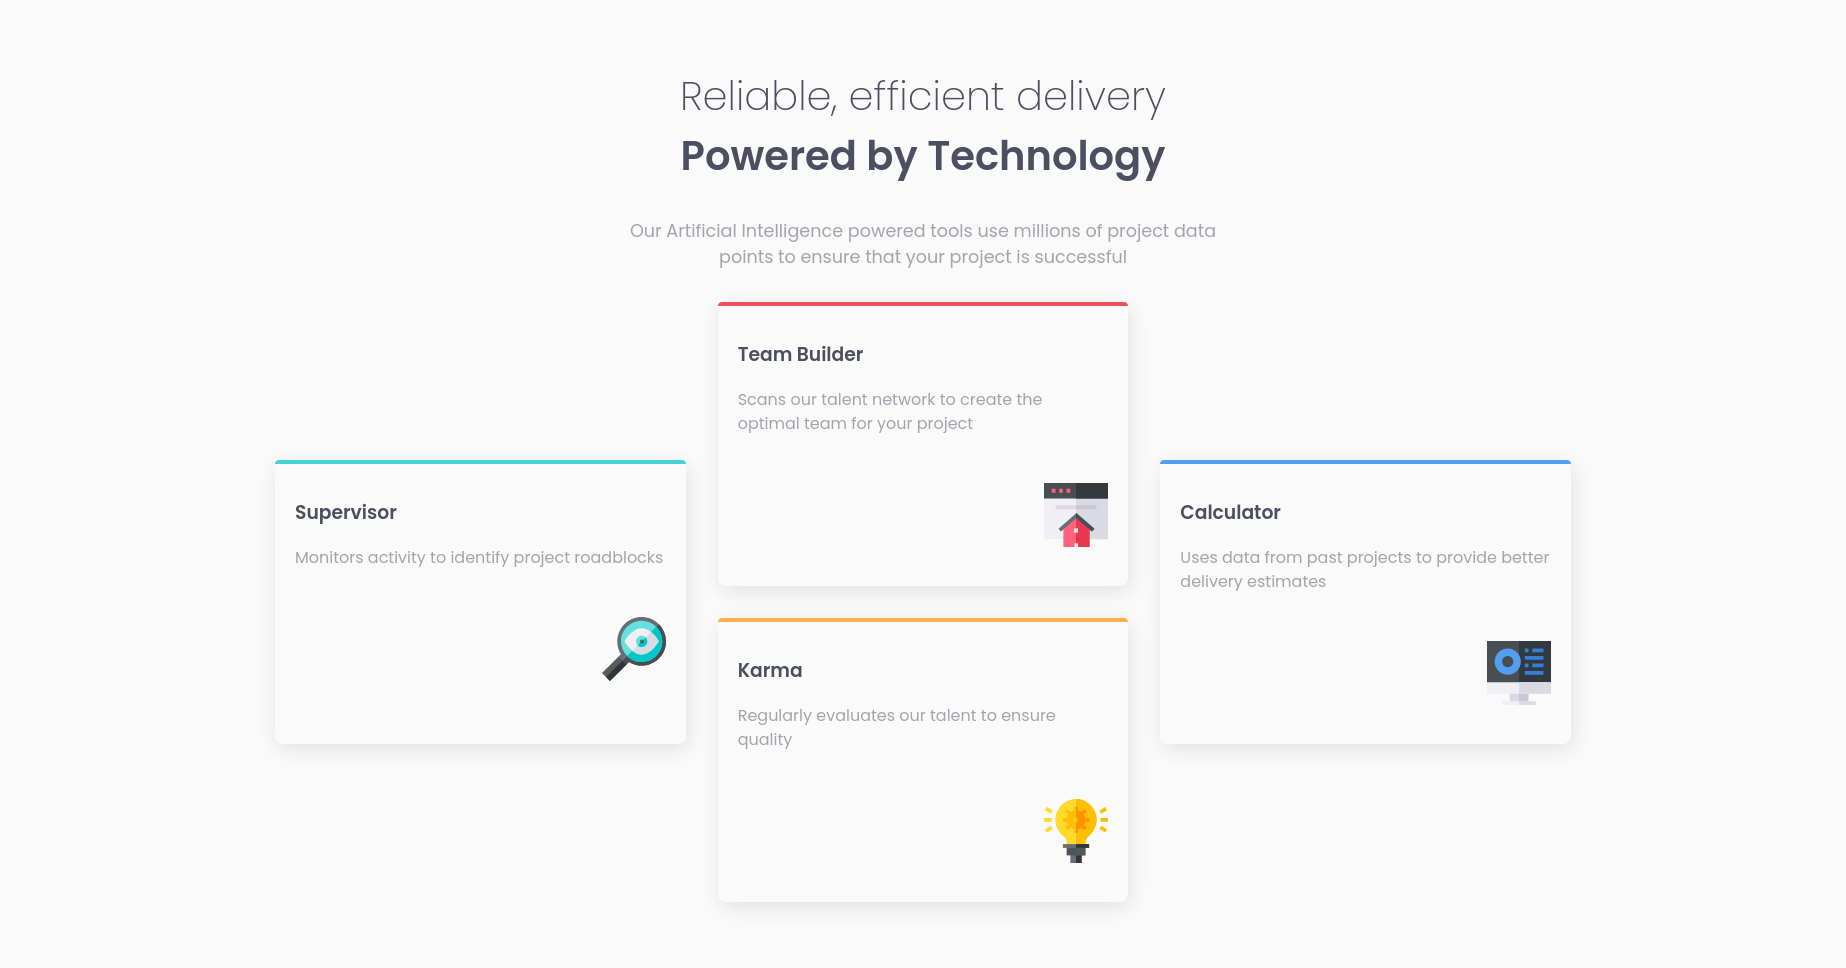 Reliable, efficient delivery
Powered by Technology
Our Artificial Intelligence powered tools use millions of project data
points to ensure that your project is successful
Team Builder
Scans our talent network to create the
optimal team for your project
Supervisor
Monitors activity to identify project roadblocks
Calculator
Uses data from past projects to provide better
delivery estimates
Karma
Regularly evaluates our talent to ensure
quality